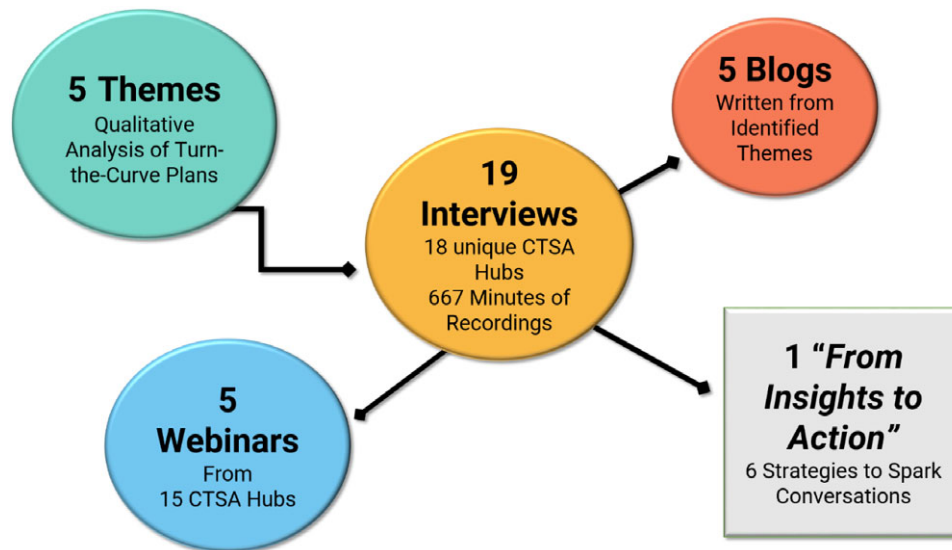 5 Themes
Qualitative
Analysis of Turn-
the-Curve Plans
19
Interviews
18 unique CTSA
Hubs
667 Minutes of
Recordings
5 Blogs
Written from
Identified
Themes
5
Webinars
From
15 CTSA Hubs
1 “From
Insights to
Action”
6 Strategies to Spark
Conversations